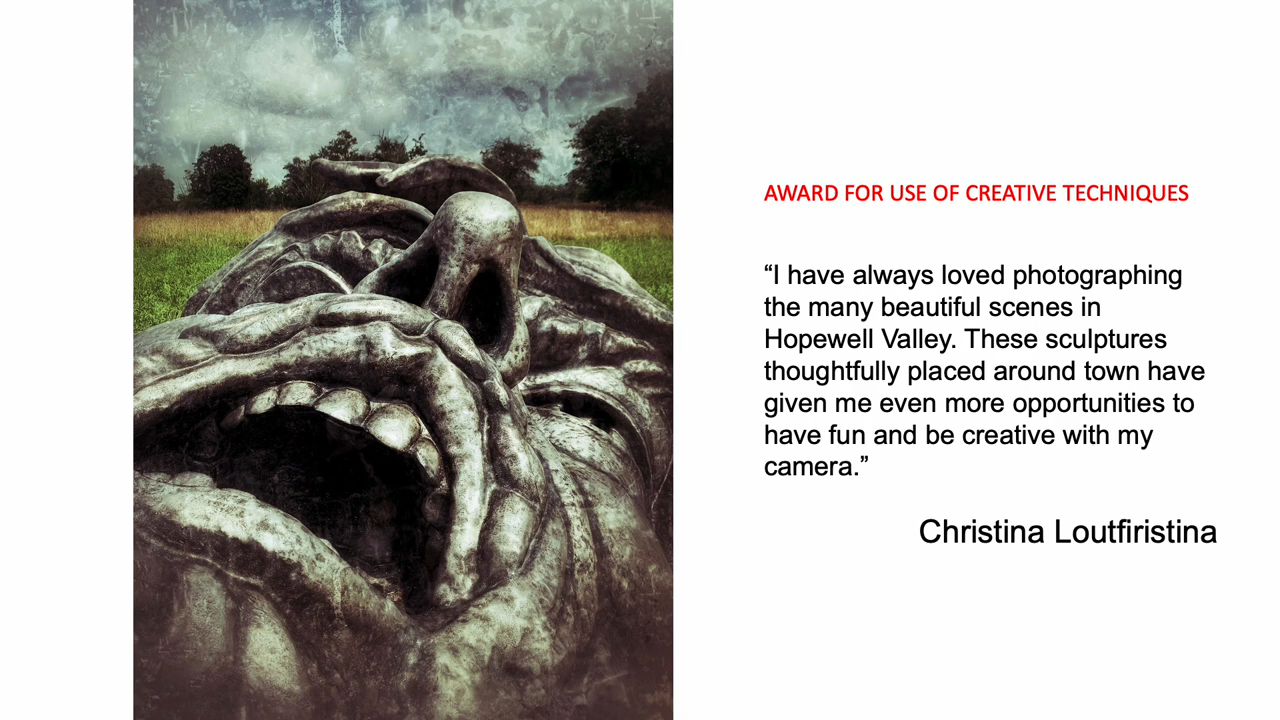 AWARD FOR USE OF CREATIVE TECHNIQUES
“I have always loved photographing
the many beautiful scenes in
Hopewell Valley. These sculptures
thoughtfully placed around town have
given me even more opportunities to
have fun and be creative with my
camera.”
Christina Loutfiristina